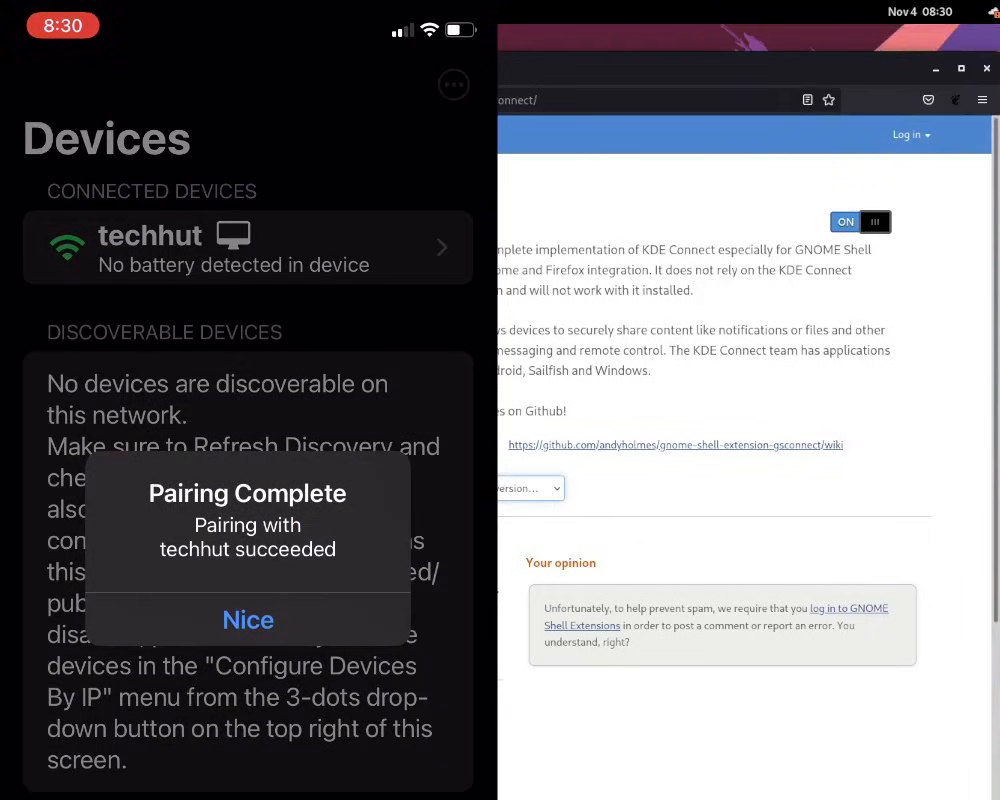 8:30
Devices
CONNECTED DEVICES
techhut
No battery detected in device
DISCOVERABLE DEVICES
No devices are discoverable on
this network.
Make sure to Refresh Discovery and
Pairing Complete
Pairing with
techhut succeeded
Nice
devices in the "Configure Devices
By IP" menu from the 3-dots drop-
down button on the top right of this
screen.
Nov 4 08:30
onnect/
Log in
ON
implementation of KDE Connect especially for GNOME Shell
and Firefox integration. It does not rely on the KDE Connect
and will not work with it installed.
devices to securely share content like notifications or files and other
messaging and remote control. The KDE Connect team has applications
Sailfish and Windows.
on Github!
https://github.com/andyholmes/gnome-shell-extension-gsconnect/wiki
ersion...
Your opinion
Unfortunately, to help prevent spam, we require that you log in to GNOME
Shell Extensions in order to post a comment or report an error. You
understand, right?